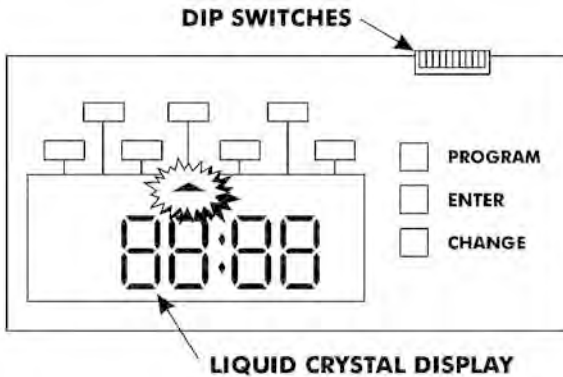 DIP SWITCHES
PROGRAM
ENTER
CHANGE
88:88
LIQUID CRYSTAL DISPLAY